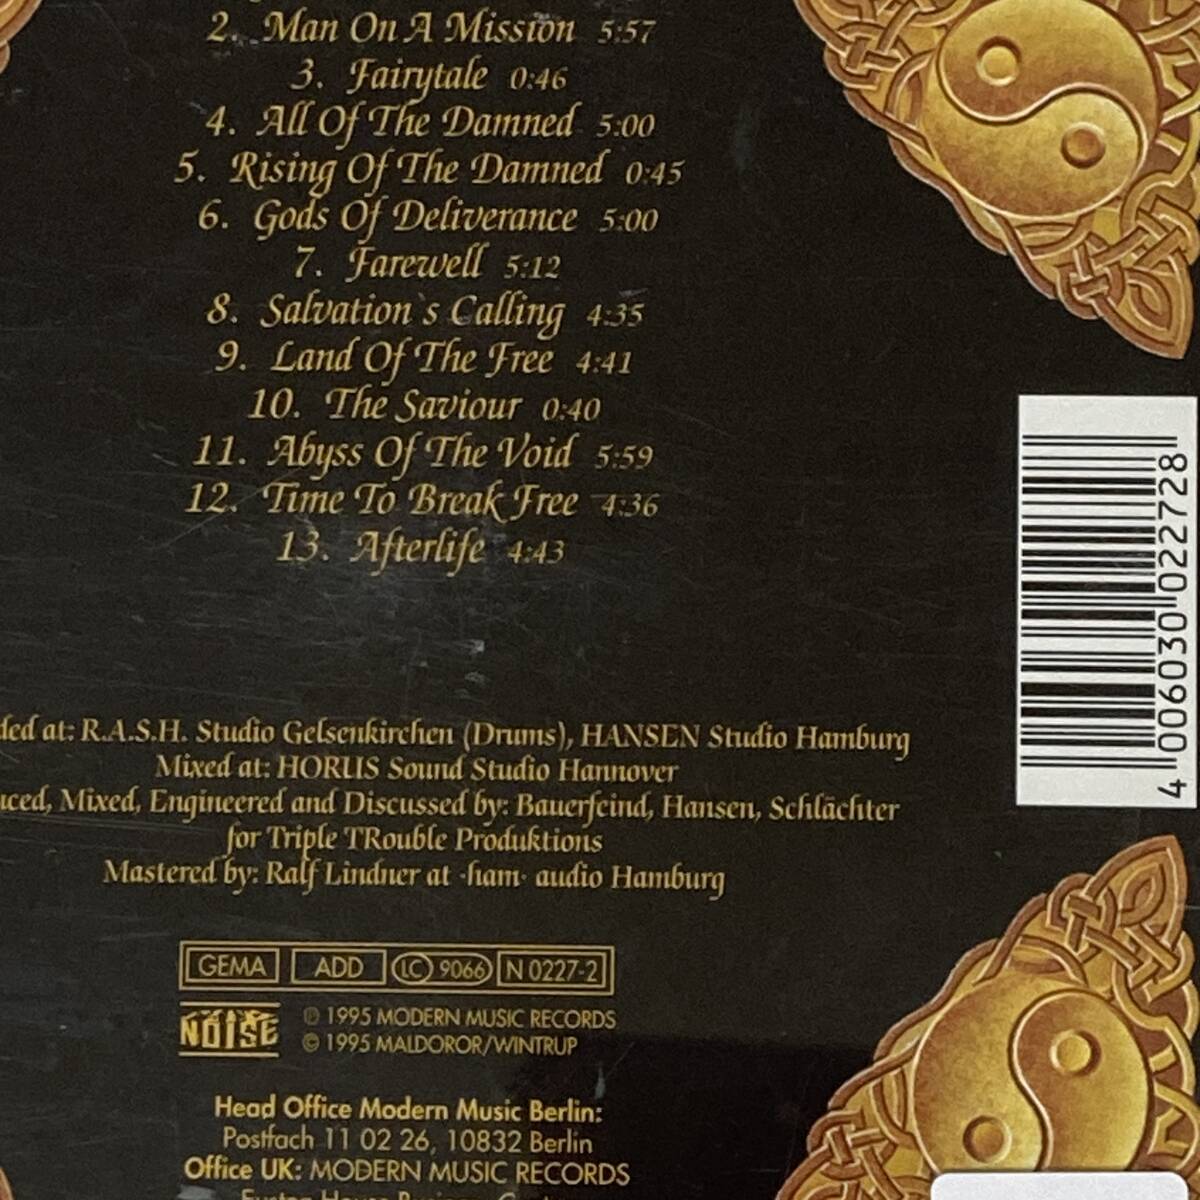 2. Man On A Mission 5:57
3. Fairytale 0:46
4. All Of The Damned 5:00
5. Rising Of The Damned 0:45
6. Gods Of Deliverance 5:00
7. Farewell 5:12
8. Salvation`s Calling 4:35
9. Land Of The Free 4:41
10. The Saviour 0:40
11. Abyss Of The Void 5:59
12. Time To Break Free 4:36
13. Afterlife 4:43
4 006030 022728
at: R.A.S.H. Studio Gelsenkirchen (Drums), HANSEN Studio Hamburg
Mixed at: HORUS Sound Studio Hannover
Mixed, Engineered and Discussed by: Bauerfeind, Hansen, Schlächter
for Triple TRouble Produktions
Mastered by: Ralf Lindner at ·ham· audio Hamburg
GEMA ADD LC 9066 N 0227-2
NOISE
℗ 1995 MODERN MUSIC RECORDS
© 1995 MALDOROR/WINTRUP
Head Office Modern Music Berlin:
Postfach 11 02 26, 10832 Berlin
Office UK: MODERN MUSIC RECORDS